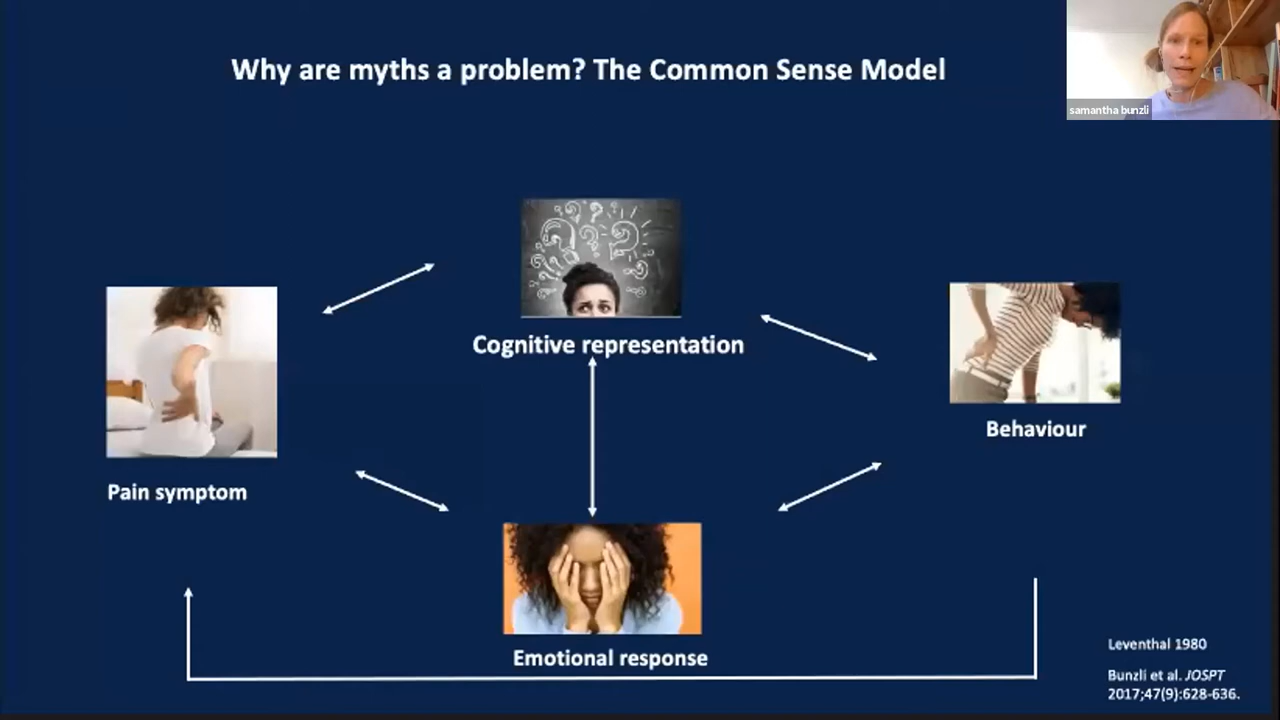 Why are myths a problem? The Common Sense Model
samantha bunzli
Cognitive representation
Behaviour
Pain symptom
Emotional response
Leventhal 1980
Bunzli et al. JOSPT
2017;47(9):628-636.